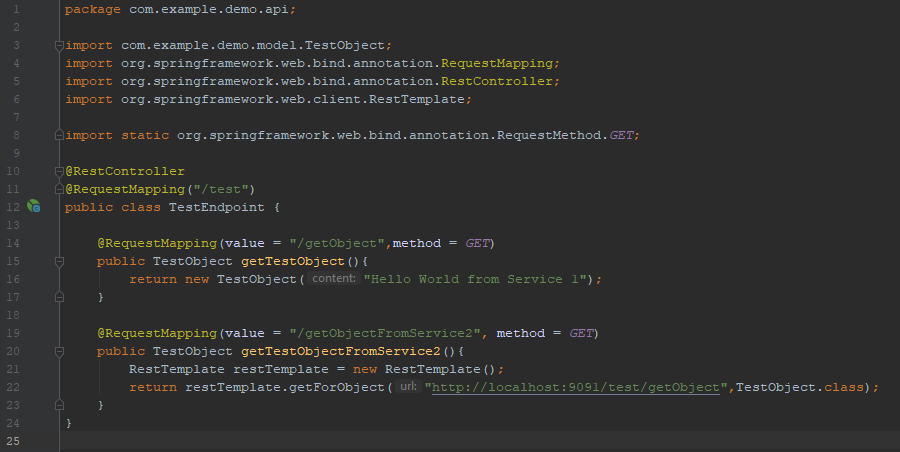 1 package com.example.demo.api;
2
3 import com.example.demo.model.TestObject;
4 import org.springframework.web.bind.annotation.RequestMapping;
5 import org.springframework.web.bind.annotation.RestController;
6 import org.springframework.web.client.RestTemplate;
7
8 import static org.springframework.web.bind.annotation.RequestMethod.GET;
9
10 @RestController
11 @RequestMapping("/test")
12 public class TestEndpoint {
13
14     @RequestMapping(value = "/getObject",method = GET)
15     public TestObject getTestObject(){
16         return new TestObject( content: "Hello World from Service 1");
17     }
18
19     @RequestMapping(value = "/getObjectFromService2", method = GET)
20     public TestObject getTestObjectFromService2(){
21         RestTemplate restTemplate = new RestTemplate();
22         return restTemplate.getForObject( url: "http://localhost:9091/test/getObject",TestObject.class);
23     }
24 }
25